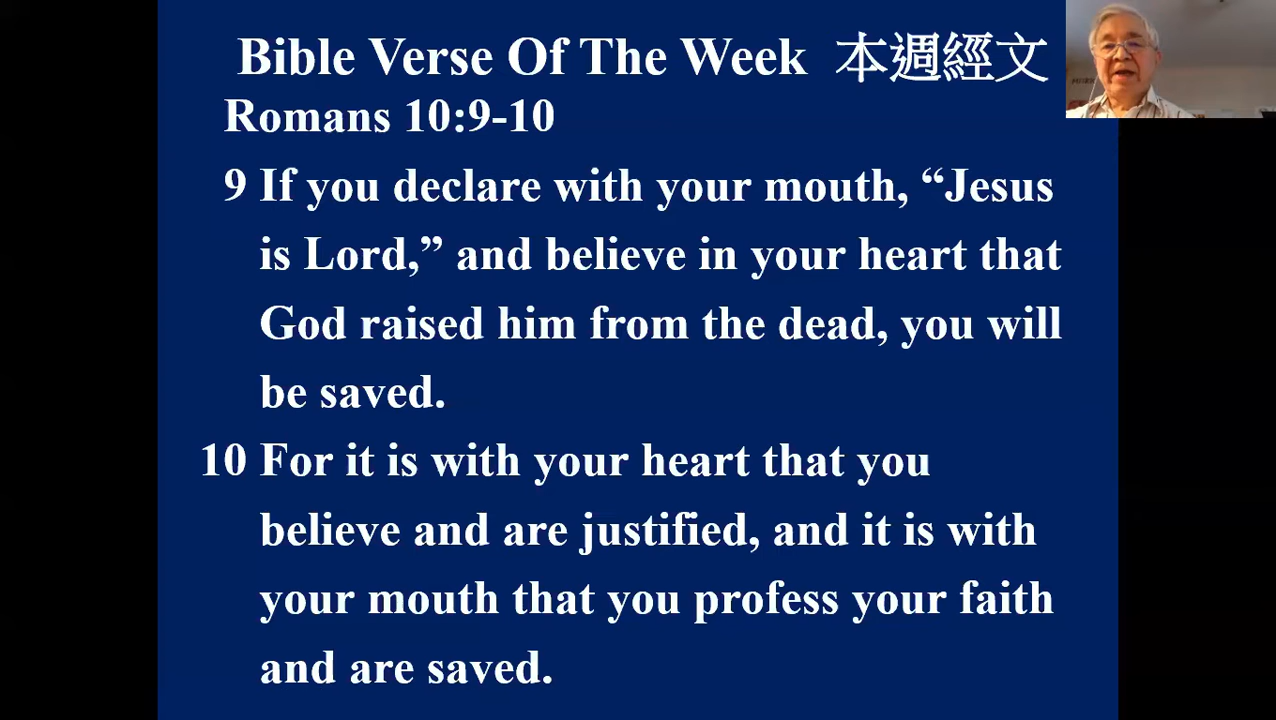 Bible Verse Of The Week 本週經文
Romans 10:9-10
9 If you declare with your mouth, “Jesus
is Lord,” and believe in your heart that
God raised him from the dead, you will
be saved.
10 For it is with your heart that you
believe and are justified, and it is with
your mouth that you profess your faith
and are saved.